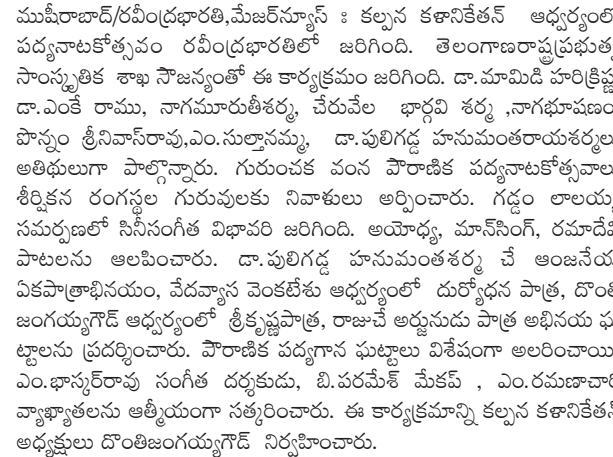 ముషీరాబాద్/రవీంద్రభారతి,మేజర్‌న్యూస్ : కల్పన కళానికేతన్ ఆధ్వర్యంలో
పద్యనాటకోత్సవం రవీంద్రభారతిలో జరిగింది. తెలంగాణరాష్ట్రప్రభుత్వ
సాంస్కృతిక శాఖ సౌజన్యంతో ఈ కార్యక్రమం జరిగింది. డా.మామిడి హరిక్రిష్ణ
డా.ఎంకే రాము, నాగమూరుతీశర్మ, చేరువేల భార్గవి శర్మ ,నాగభూషణం
పొన్నం శ్రీనివాస్‌రావు,ఎం.సుల్తానమ్మ, డా.పులిగడ్డ హనుమంతరాయశర్మలు
అతిథులుగా పాల్గొన్నారు. గురుంచక వంన పౌరాణిక పద్యనాటకోత్సవాలు
శీర్షికన రంగస్థల గురువులకు నివాళులు అర్పించారు. గడ్డం లాలయ్య
సమర్పణలో సినీసంగీత విభావరి జరిగింది. అయోధ్య, మాన్‌సింగ్, రమాదేవి
పాటలను ఆలపించారు. డా.పులిగడ్డ హనుమంతశర్మ చే ఆంజనేయ
ఏకపాత్రాభినయం, వేదవ్యాస వెంకటేశు ఆధ్వర్యంలో దుర్యోధన పాత్ర, దొంతి
జంగయ్యగౌడ్ ఆధ్వర్యంలో శ్రీకృష్ణపాత్ర, రాజుచే అర్జునుడు పాత్ర అభినయ ఘ
ట్టాలను ప్రదర్శించారు. పౌరాణిక పద్యగాన ఘట్టాలు విశేషంగా అలరించాయి
ఎం.భాస్కర్‌రావు సంగీత దర్శకుడు, బి.పరమేశ్ మేకప్ , ఎం.రమణాచారి
వ్యాఖ్యాతలను ఆత్మీయంగా సత్కరించారు. ఈ కార్యక్రమాన్ని కల్పన కళానికేతన్
అధ్యక్షులు దొంతిజంగయ్యగౌడ్ నిర్వహించారు.